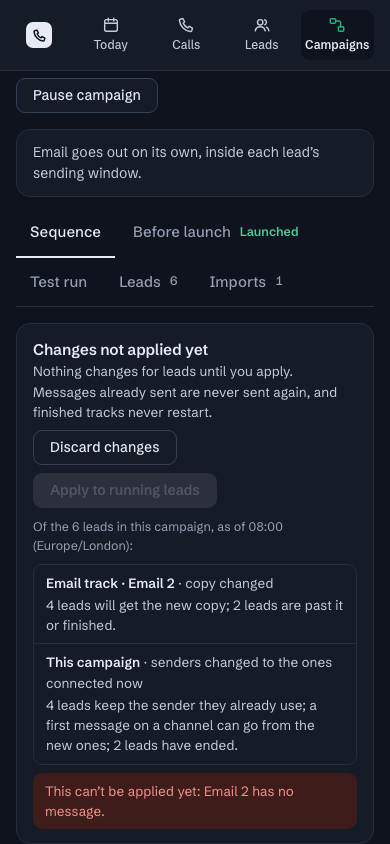 Today
Calls
Leads
Campaigns
Pause campaign
Email goes out on its own, inside each lead's
sending window.
Sequence
Before launch Launched
Test run
Leads 6
Imports 1
Changes not applied yet
Nothing changes for leads until you apply.
Messages already sent are never sent again, and
finished tracks never restart.
Discard changes
Apply to running leads
Of the 6 leads in this campaign, as of 08:00
(Europe/London):
Email track · Email 2 · copy changed
4 leads will get the new copy; 2 leads are past it
or finished.
This campaign · senders changed to the ones
connected now
4 leads keep the sender they already use; a
first message on a channel can go from the
new ones; 2 leads have ended.
This can't be applied yet: Email 2 has no
message.